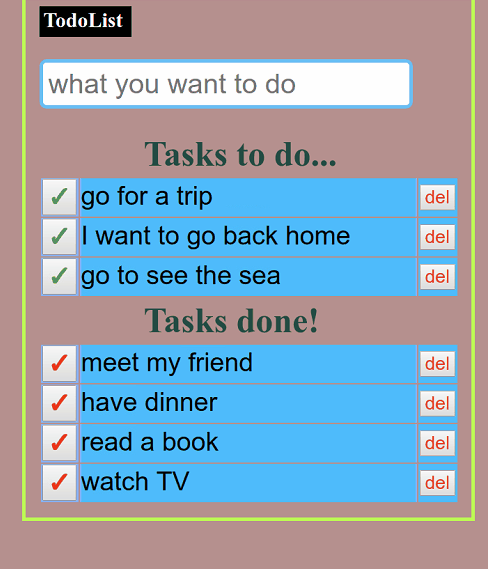 TodoList
what you want to do
Tasks to do...
✓ go for a trip del
✓ I want to go back home del
✓ go to see the sea del
Tasks done!
✓ meet my friend del
✓ have dinner del
✓ read a book del
✓ watch TV del